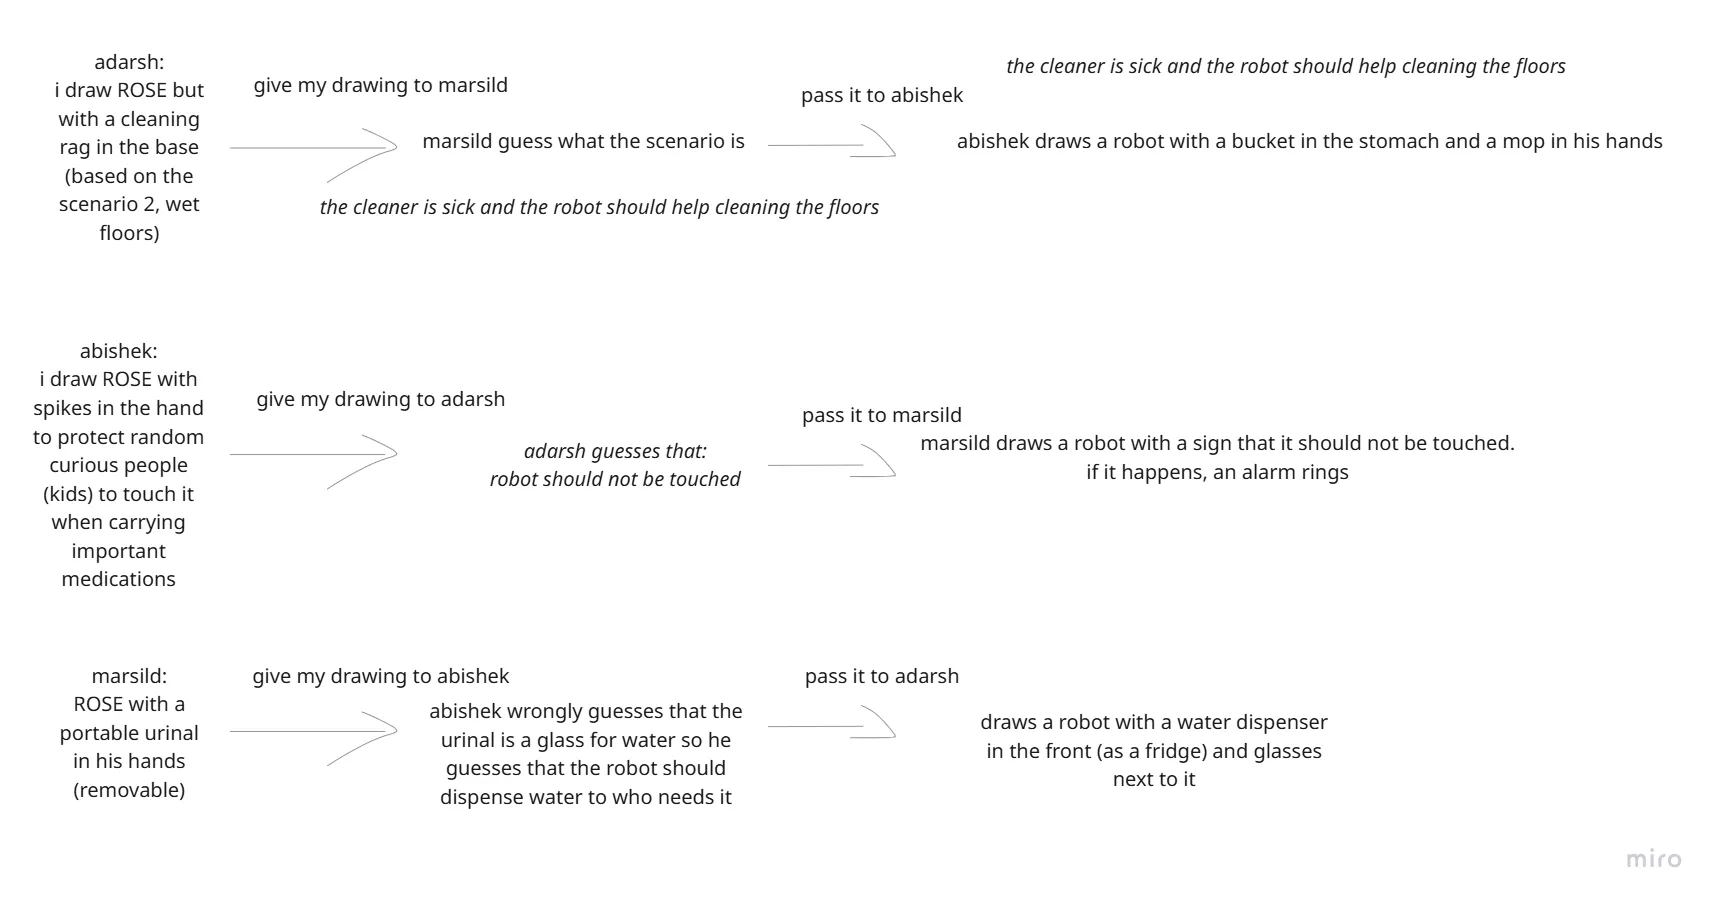 adarsh:
i draw ROSE but
with a cleaning
rag in the base
(based on the
scenario 2, wet
floors)
give my drawing to marsild
marsild guess what the scenario is
the cleaner is sick and the robot should help cleaning the floors
pass it to abishek
the cleaner is sick and the robot should help cleaning the floors
abishek draws a robot with a bucket in the stomach and a mop in his hands
abishek:
i draw ROSE with
spikes in the hand
to protect random
curious people
(kids) to touch it
when carrying
important
medications
give my drawing to adarsh
adarsh guesses that:
robot should not be touched
pass it to marsild
marsild draws a robot with a sign that it should not be touched.
if it happens, an alarm rings
marsild:
ROSE with a
portable urinal
in his hands
(removable)
give my drawing to abishek
abishek wrongly guesses that the
urinal is a glass for water so he
guesses that the robot should
dispense water to who needs it
pass it to adarsh
draws a robot with a water dispenser
in the front (as a fridge) and glasses
next to it
miro